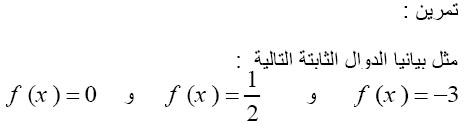 تمرين :
مثل بيانيا الدوال الثابتة التالية :
f (x) = −3 و f (x) = 1/2 و f (x) = 0